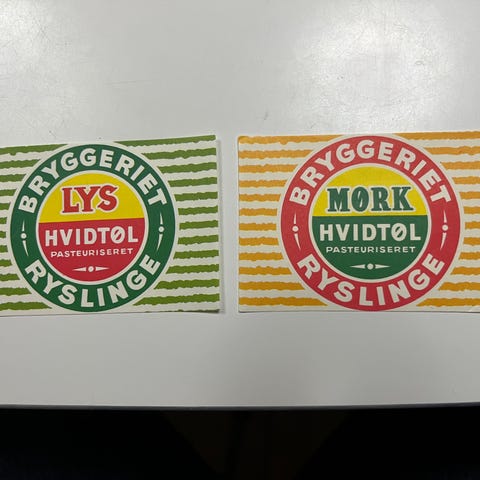 BRYGGERIET
LYS
HVIDTØL
PASTEURISERET
RYSLINGE
BRYGGERIET
MØRK
HVIDTØL
PASTEURISERET
RYSLINGE